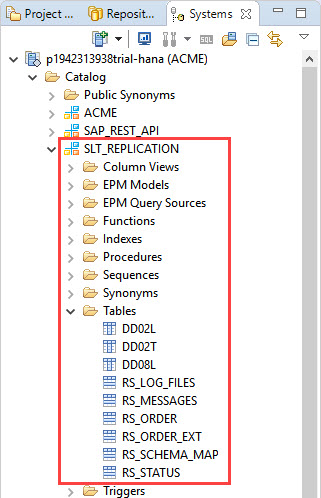 Project ...
Reposito...
Systems
p1942313938trial-hana (ACME)
Catalog
Public Synonyms
ACME
SAP_REST_API
SLT_REPLICATION
Column Views
EPM Models
EPM Query Sources
Functions
Indexes
Procedures
Sequences
Synonyms
Tables
DD02L
DD02T
DD08L
RS_LOG_FILES
RS_MESSAGES
RS_ORDER
RS_ORDER_EXT
RS_SCHEMA_MAP
RS_STATUS
Triggers